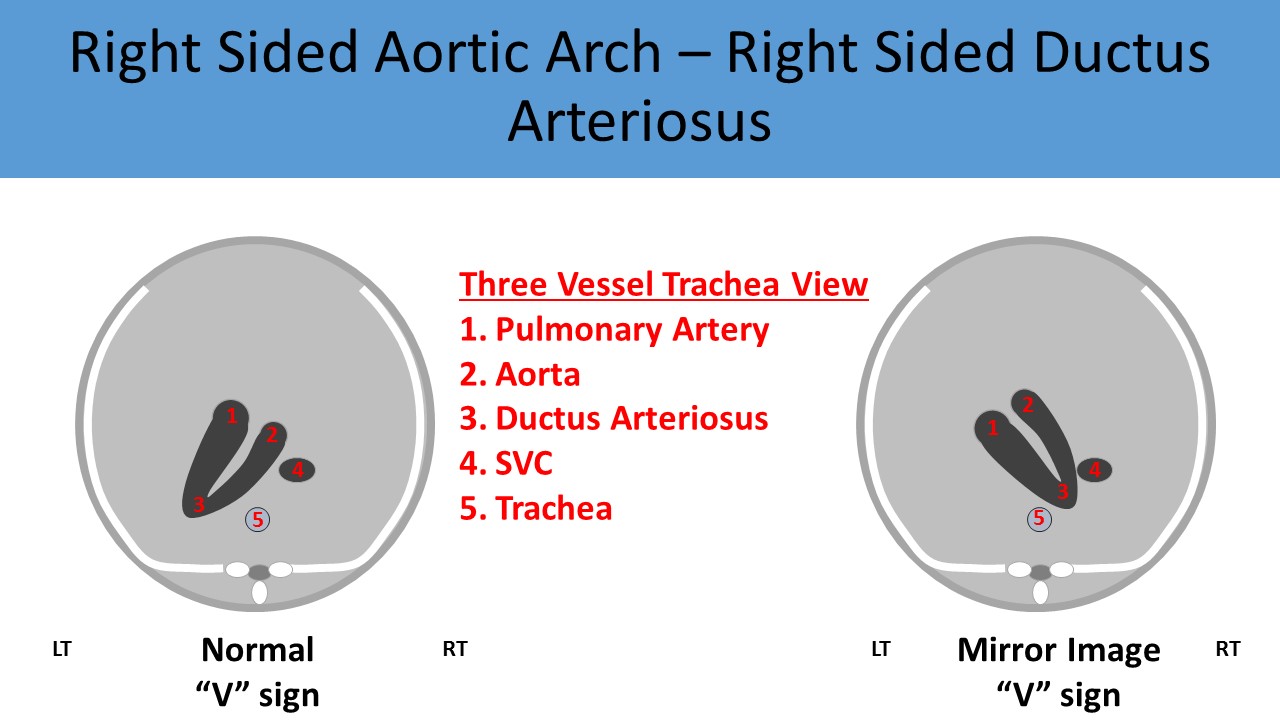 Right Sided Aortic Arch – Right Sided Ductus
Arteriosus
Three Vessel Trachea View
1. Pulmonary Artery
2. Aorta
3. Ductus Arteriosus
4. SVC
5. Trachea
1
2
4
3
5
2
1
4
3
5
LT
Normal
“V” sign
RT
LT
Mirror Image
“V” sign
RT